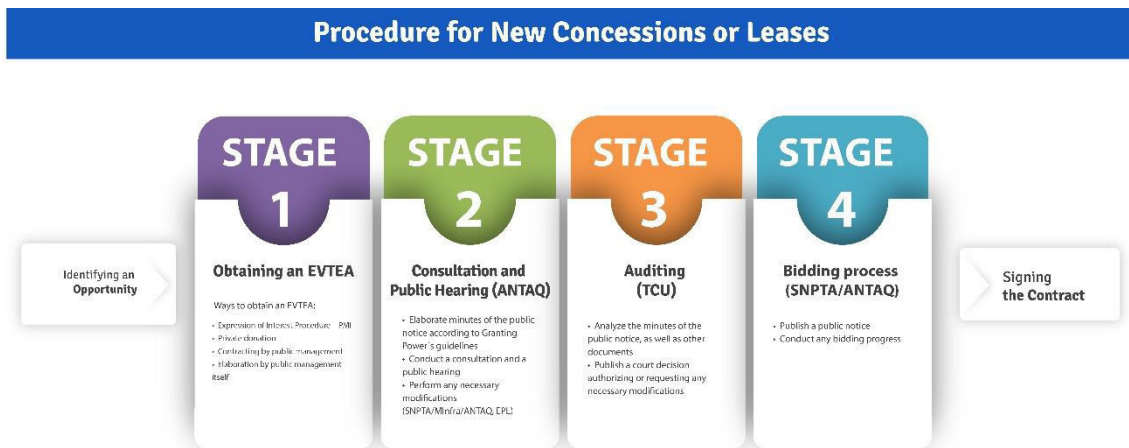 Procedure for New Concessions or Leases
Identifying an
Opportunity
STAGE
1
Obtaining an EVTEA
Ways to obtain an EVTEA:
• Expression of Interest Procedure - PMI
• Private donation
• Contracting by public management
• Elaboration by public management
itself
STAGE
2
Consultation and
Public Hearing (ANTAQ)
• Elaborate minutes of the public
notice according to Granting
Power's guidelines
• Conduct a consultation and a
public hearing
• Perform any necessary
modifications
(SNPTA/Minfra/ANTAQ, EPL)
STAGE
3
Auditing
(TCU)
• Analyze the minutes of the
public notice, as well as other
documents
• Publish a court decision
authorizing or requesting any
necessary modifications
STAGE
4
Bidding process
(SNPTA/ANTAQ)
• Publish a public notice
• Conduct any bidding progress
Signing
the Contract